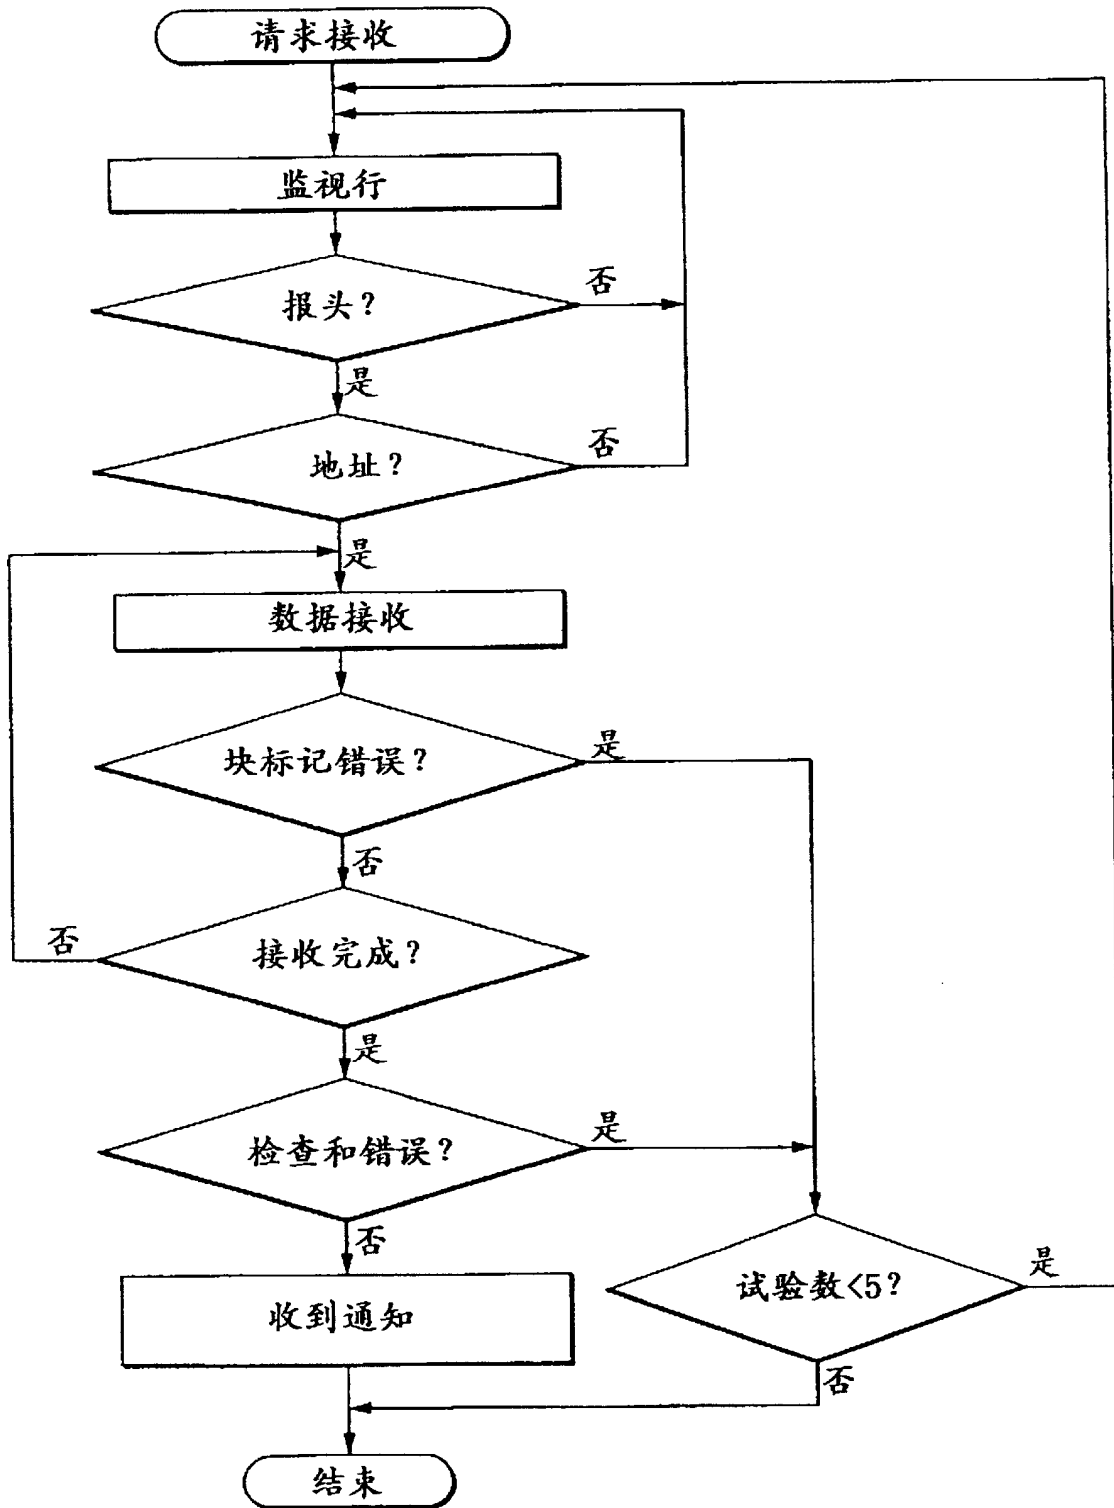 请求接收
监视行
报头?
否
是
地址?
否
是
数据接收
块标记错误?
是
否
接收完成?
否
是
检查和错误?
是
否
收到通知
试验数<5?
是
否
结束